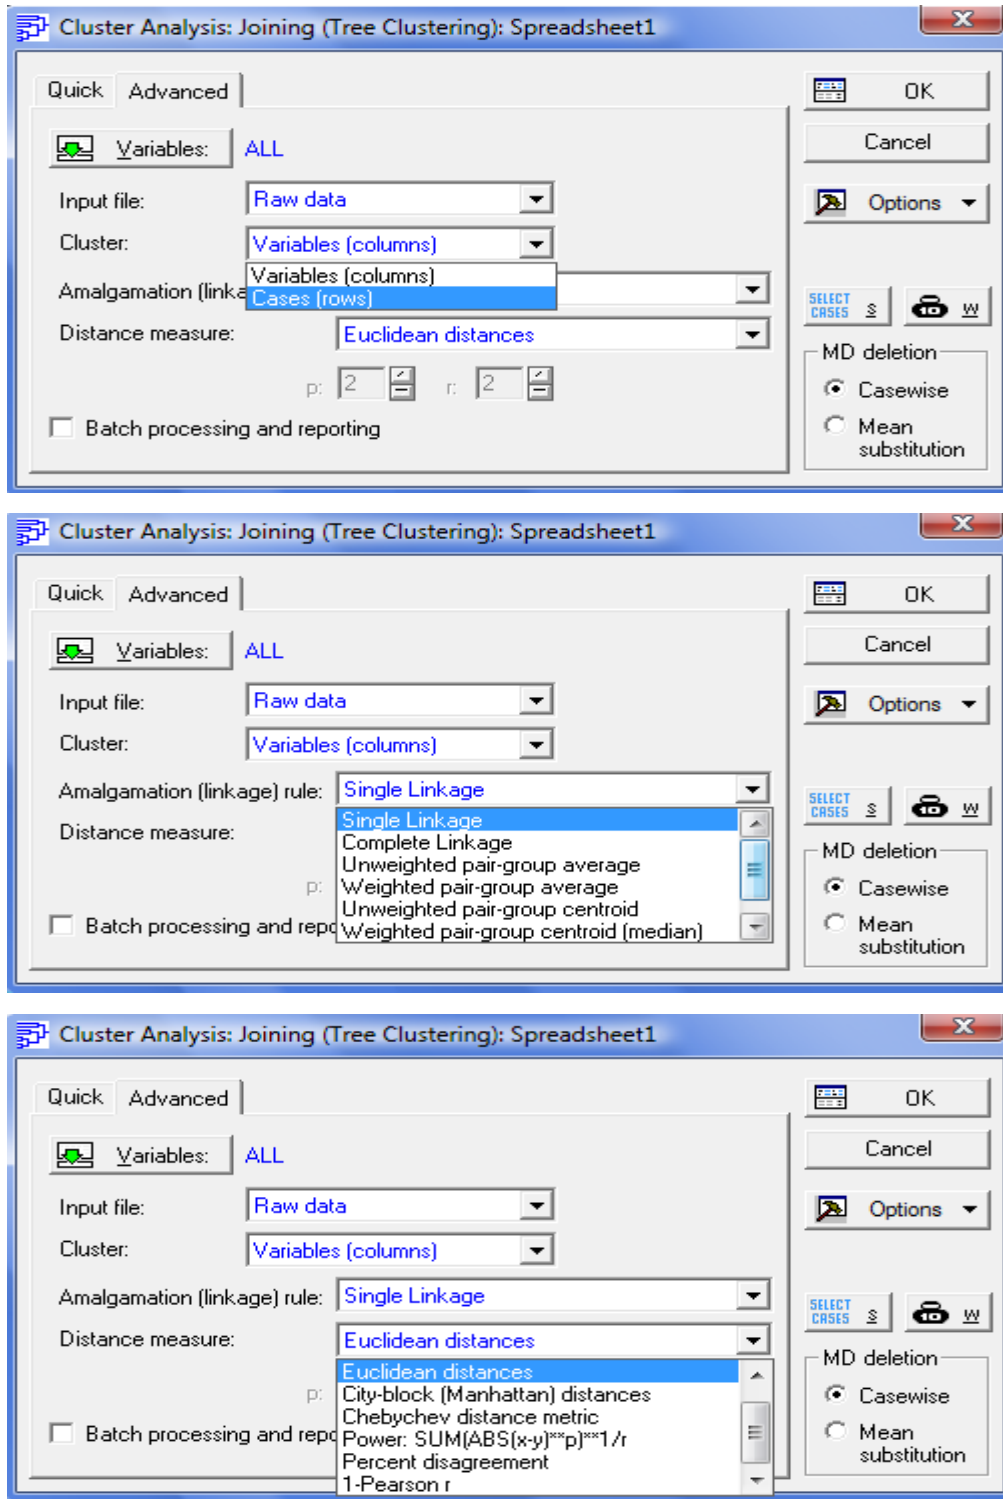 Cluster Analysis: Joining (Tree Clustering): Spreadsheet1
Quick Advanced
OK
Variables: ALL
Cancel
Input file: Raw data
Options
Cluster: Variables (columns)
Variables (columns)
Cases (rows)
Amalgamation (linka
SELECT CASES S W
Distance measure: Euclidean distances
MD deletion
p: 2 r: 2
Casewise
Batch processing and reporting
Mean substitution
Cluster Analysis: Joining (Tree Clustering): Spreadsheet1
Quick Advanced
OK
Variables: ALL
Cancel
Input file: Raw data
Options
Cluster: Variables (columns)
Amalgamation (linkage) rule: Single Linkage
SELECT CASES S W
Single Linkage
Complete Linkage
Unweighted pair-group average
Weighted pair-group average
Unweighted pair-group centroid
Weighted pair-group centroid (median)
Distance measure:
MD deletion
p:
Casewise
Batch processing and repo
Mean substitution
Cluster Analysis: Joining (Tree Clustering): Spreadsheet1
Quick Advanced
OK
Variables: ALL
Cancel
Input file: Raw data
Options
Cluster: Variables (columns)
Amalgamation (linkage) rule: Single Linkage
SELECT CASES S W
Distance measure: Euclidean distances
MD deletion
Euclidean distances
City-block (Manhattan) distances
Chebychev distance metric
Power: SUM(ABS(x-y)**p)**1/r
Percent disagreement
1-Pearson r
p:
Casewise
Batch processing and repo
Mean substitution